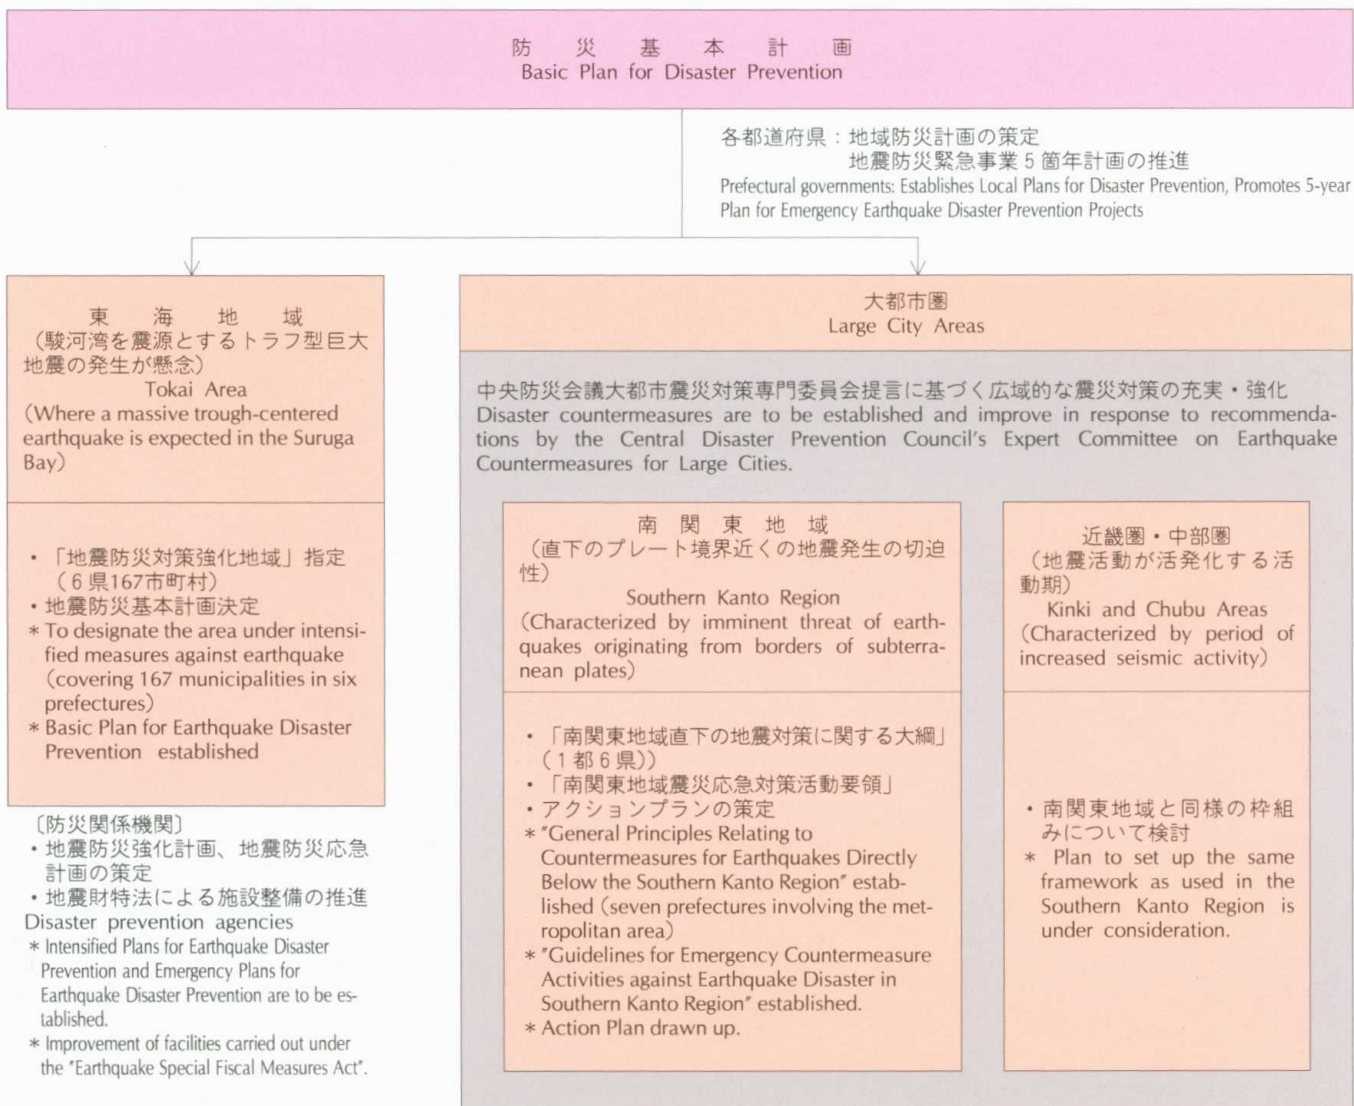 防災基本計画
Basic Plan for Disaster Prevention
各都道府県：地域防災計画の策定
地震防災緊急事業5箇年計画の推進
Prefectural governments: Establishes Local Plans for Disaster Prevention, Promotes 5-year
Plan for Emergency Earthquake Disaster Prevention Projects
東海地域
（駿河湾を震源とするトラフ型巨大
地震の発生が懸念）
Tokai Area
(Where a massive trough-centered
earthquake is expected in the Suruga
Bay)
・「地震防災対策強化地域」指定
（6県167市町村）
・地震防災基本計画決定
* To designate the area under intensi-
fied measures against earthquake
(covering 167 municipalities in six
prefectures)
* Basic Plan for Earthquake Disaster
Prevention established
〔防災関係機関〕
・地震防災強化計画、地震防災応急
計画の策定
・地震財特法による施設整備の推進
Disaster prevention agencies
* Intensified Plans for Earthquake Disaster
Prevention and Emergency Plans for
Earthquake Disaster Prevention are to be es-
tablished.
* Improvement of facilities carried out under
the "Earthquake Special Fiscal Measures Act".
大都市圏
Large City Areas
中央防災会議大都市震災対策専門委員会提言に基づく広域的な震災対策の充実・強化
Disaster countermeasures are to be established and improve in response to recommenda-
tions by the Central Disaster Prevention Council's Expert Committee on Earthquake
Countermeasures for Large Cities.
南関東地域
（直下のプレート境界近くの地震発生の切迫
性）
Southern Kanto Region
(Characterized by imminent threat of earth-
quakes originating from borders of subterra-
nean plates)
・「南関東地域直下の地震対策に関する大綱」
（1都6県））
・「南関東地域震災応急対策活動要領」
・アクションプランの策定
* "General Principles Relating to
Countermeasures for Earthquakes Directly
Below the Southern Kanto Region" estab-
lished (seven prefectures involving the met-
ropolitan area)
* "Guidelines for Emergency Countermeasure
Activities against Earthquake Disaster in
Southern Kanto Region" established.
* Action Plan drawn up.
近畿圏・中部圏
（地震活動が活発化する活
動期）
Kinki and Chubu Areas
(Characterized by period of
increased seismic activity)
・南関東地域と同様の枠組
みについて検討
* Plan to set up the same
framework as used in the
Southern Kanto Region is
under consideration.